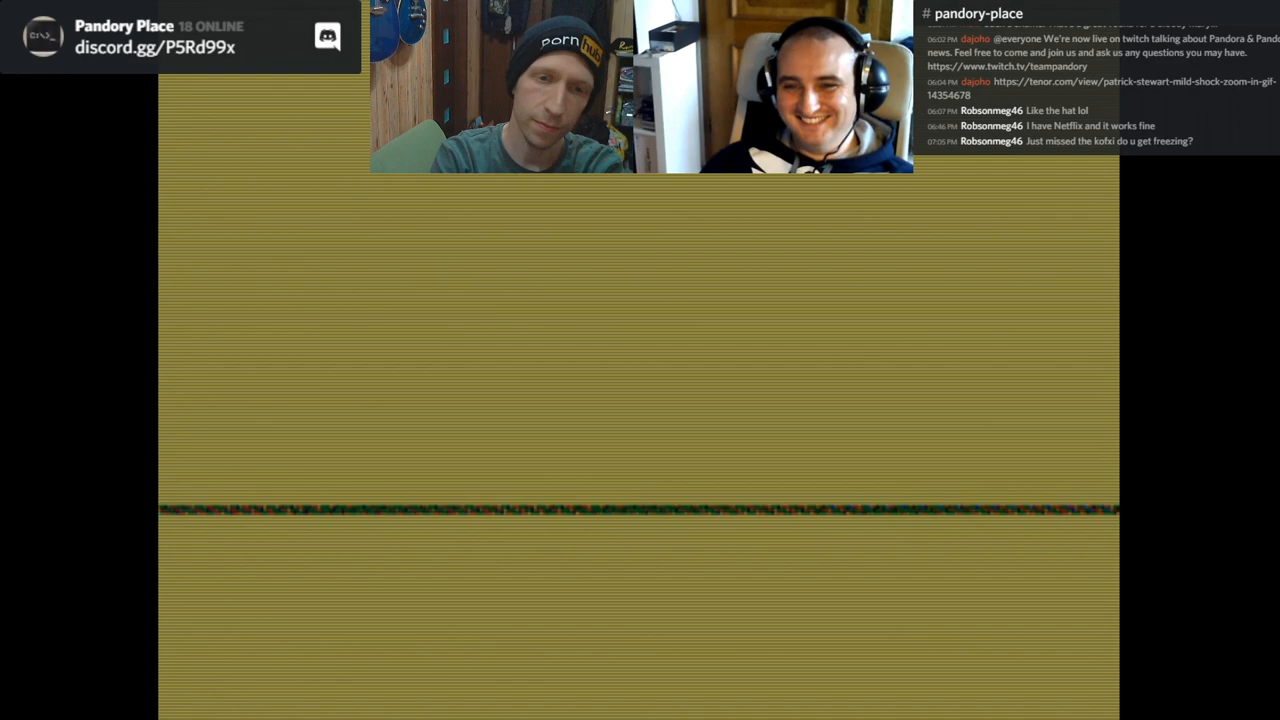 Pandory Place 18 ONLINE
discord.gg/P5Rd99x
Porn
hub
# pandory-place
06:02 PM dajoho @everyone We're now live on twitch talking about Pandora & Pando
news. Feel free to come and join us and ask us any questions you may have.
https://www.twitch.tv/teampandory
06:04 PM dajoho https://tenor.com/view/patrick-stewart-mild-shock-zoom-in-gif-
14354678
06:07 PM Robsonmeg46 Like the hat lol
06:46 PM Robsonmeg46 I have Netflix and it works fine
07:05 PM Robsonmeg46 Just missed the kofxi do u get freezing?